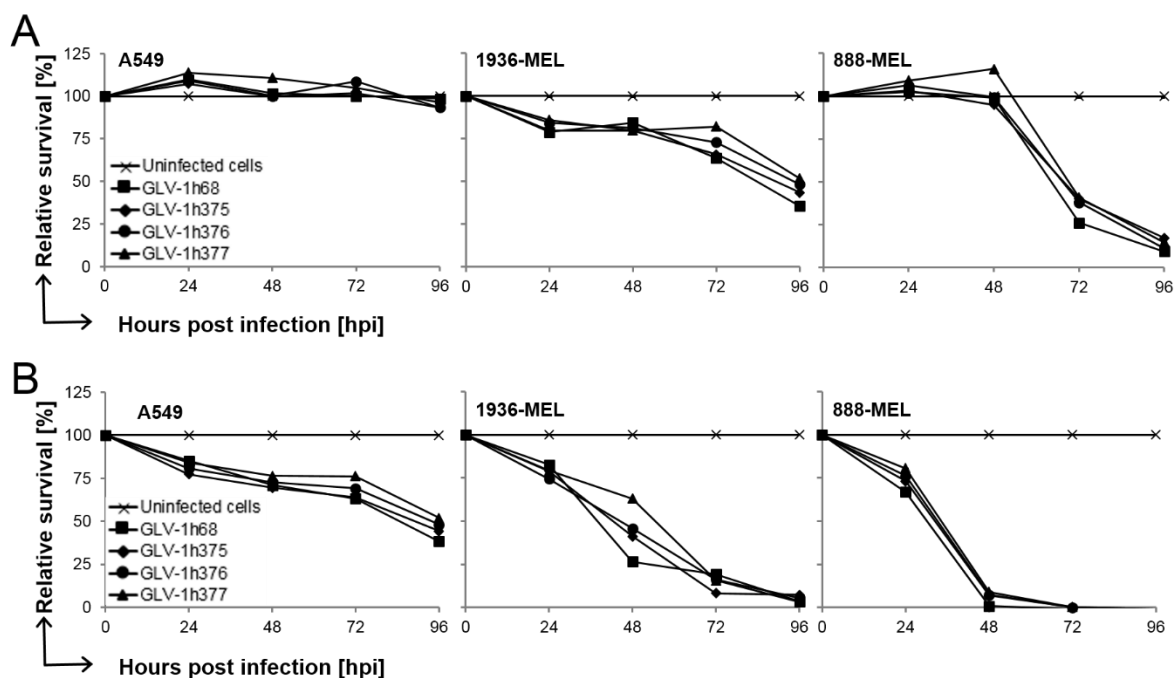 A
A549
1936-MEL
888-MEL
Relative survival [%]
125
100
75
50
25
0
Uninfected cells
GLV-1h68
GLV-1h375
GLV-1h376
GLV-1h377
0 24 48 72 96
0 24 48 72 96
0 24 48 72 96
Hours post infection [hpi]
B
A549
1936-MEL
888-MEL
Relative survival [%]
125
100
75
50
25
0
Uninfected cells
GLV-1h68
GLV-1h375
GLV-1h376
GLV-1h377
0 24 48 72 96
0 24 48 72 96
0 24 48 72 96
Hours post infection [hpi]